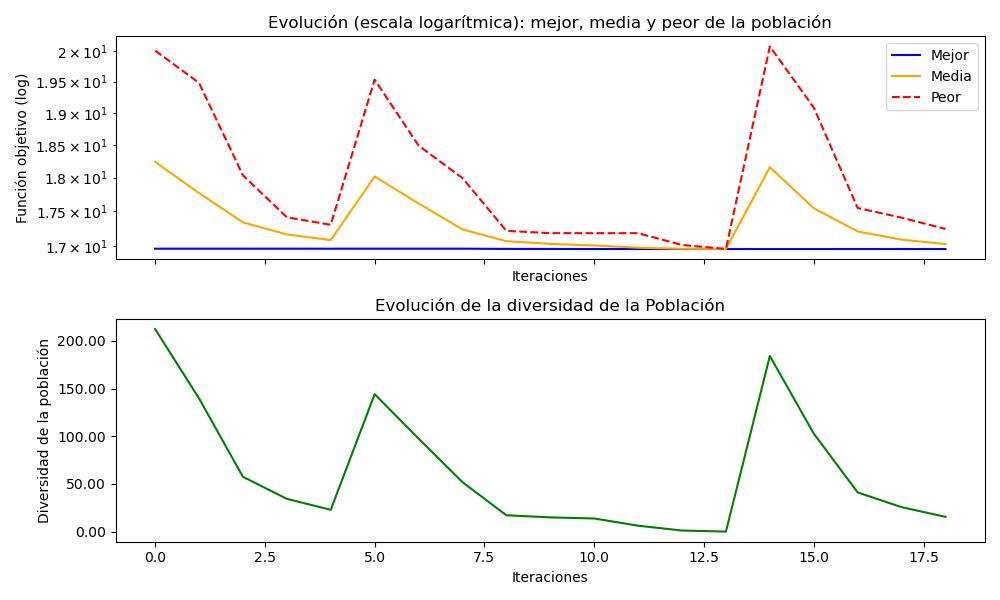 Evolución (escala logarítmica): mejor, media y peor de la población
Función objetivo (log)
2 × 10¹
1.95 × 10¹
1.9 × 10¹
1.85 × 10¹
1.8 × 10¹
1.75 × 10¹
1.7 × 10¹
Mejor
Media
Peor
Iteraciones
Evolución de la diversidad de la Población
Diversidad de la población
200.00
150.00
100.00
50.00
0.00
0.0 2.5 5.0 7.5 10.0 12.5 15.0 17.5
Iteraciones